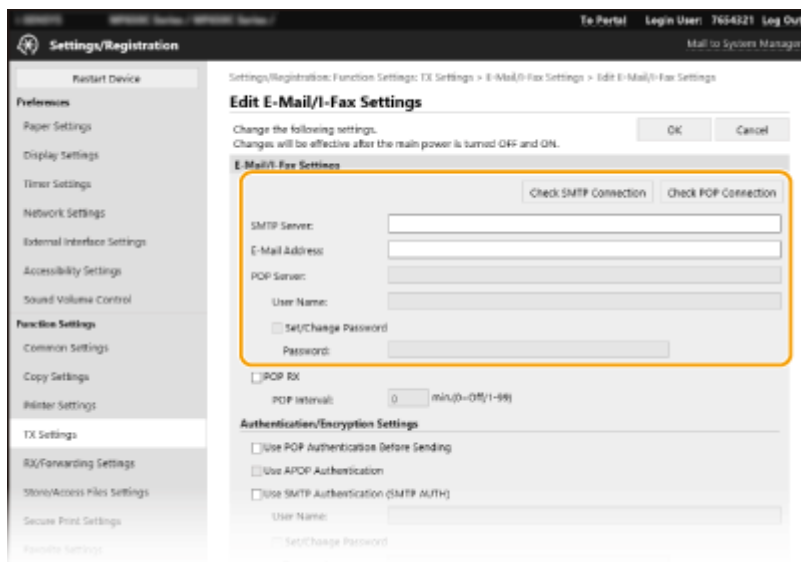 To Portal Login User: 7654321 Log Out
Settings/Registration
Mail to System Manager
Restart Device
Settings/Registration: Function Settings: TX Settings > E-Mail/I-Fax Settings > Edit E-Mail/I-Fax Settings
Preferences
Edit E-Mail/I-Fax Settings
Paper Settings
Change the following settings.
Changes will be effective after the main power is turned OFF and ON.
OK
Cancel
Display Settings
E-Mail/I-Fax Settings
Timer Settings
Check SMTP Connection
Check POP Connection
Network Settings
SMTP Server:
External Interface Settings
E-Mail Address:
Accessibility Settings
POP Server:
Sound Volume Control
User Name:
Function Settings
Set/Change Password
Common Settings
Password:
Copy Settings
POP RX
Printer Settings
POP Interval:
0 min.(0=Off/1-99)
TX Settings
Authentication/Encryption Settings
Use POP Authentication Before Sending
RX/Forwarding Settings
Use APOP Authentication
Store/Access Files Settings
Use SMTP Authentication (SMTP AUTH)
Secure Print Settings
User Name:
Set/Change Password
Favorite Settings